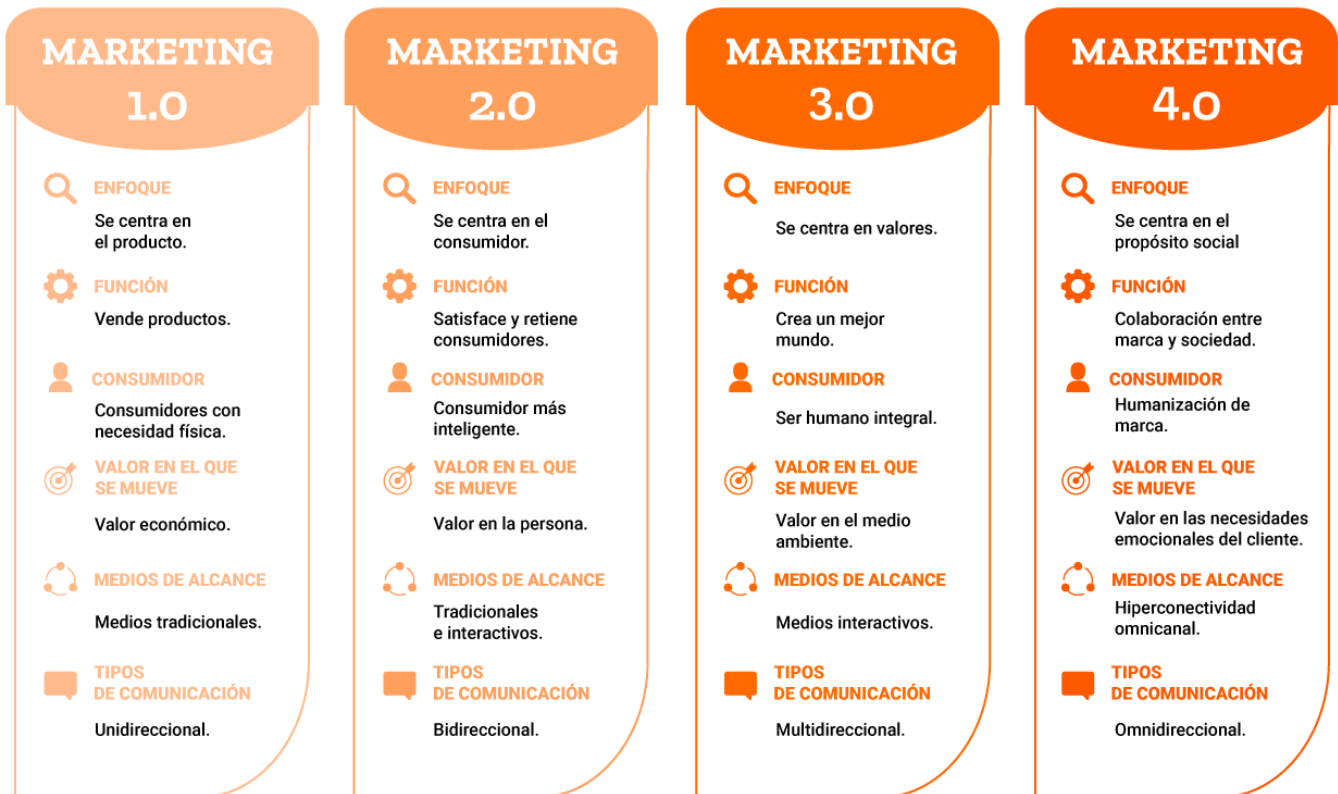 MARKETING
1.0
ENFOQUE
Se centra en
el producto.
FUNCIÓN
Vende productos.
CONSUMIDOR
Consumidores con
necesidad física.
VALOR EN EL QUE
SE MUEVE
Valor económico.
MEDIOS DE ALCANCE
Medios tradicionales.
TIPOS
DE COMUNICACIÓN
Unidireccional.
MARKETING
2.0
ENFOQUE
Se centra en el
consumidor.
FUNCIÓN
Satisface y retiene
consumidores.
CONSUMIDOR
Consumidor más
inteligente.
VALOR EN EL QUE
SE MUEVE
Valor en la persona.
MEDIOS DE ALCANCE
Tradicionales
e interactivos.
TIPOS
DE COMUNICACIÓN
Bidireccional.
MARKETING
3.0
ENFOQUE
Se centra en valores.
FUNCIÓN
Crea un mejor
mundo.
CONSUMIDOR
Ser humano integral.
VALOR EN EL QUE
SE MUEVE
Valor en el medio
ambiente.
MEDIOS DE ALCANCE
Medios interactivos.
TIPOS
DE COMUNICACIÓN
Multidireccional.
MARKETING
4.0
ENFOQUE
Se centra en el
propósito social
FUNCIÓN
Colaboración entre
marca y sociedad.
CONSUMIDOR
Humanización de
marca.
VALOR EN EL QUE
SE MUEVE
Valor en las necesidades
emocionales del cliente.
MEDIOS DE ALCANCE
Hiperconectividad
omnicanal.
TIPOS
DE COMUNICACIÓN
Omnidireccional.